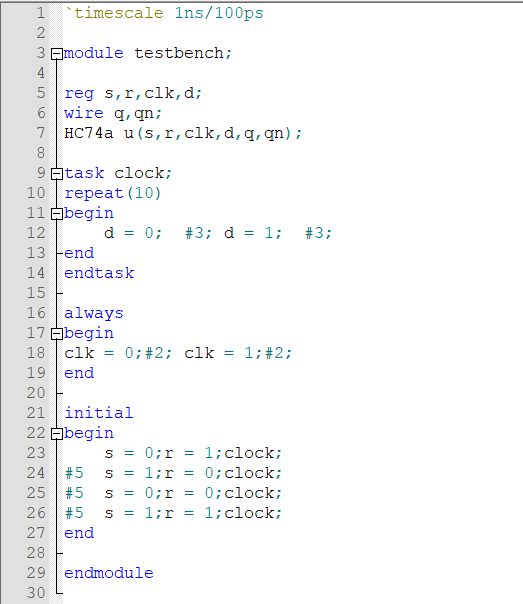 1 `timescale 1ns/100ps
2
3 module testbench;
4
5 reg s,r,clk,d;
6 wire q,qn;
7 HC74a u(s,r,clk,d,q,qn);
8
9 task clock;
10 repeat(10)
11 begin
12     d = 0;  #3; d = 1;  #3;
13 end
14 endtask
15
16 always
17 begin
18 clk = 0;#2; clk = 1;#2;
19 end
20
21 initial
22 begin
23     s = 0;r = 1;clock;
24 #5  s = 1;r = 0;clock;
25 #5  s = 0;r = 0;clock;
26 #5  s = 1;r = 1;clock;
27 end
28
29 endmodule
30